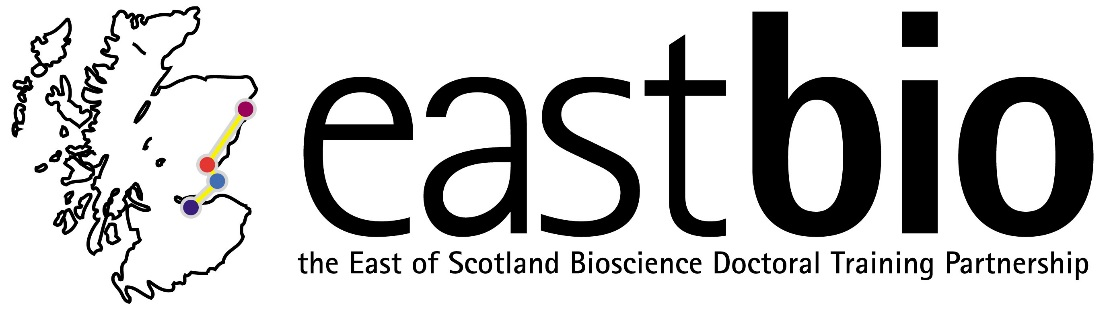 eastbio
the East of Scotland Bioscience Doctoral Training Partnership